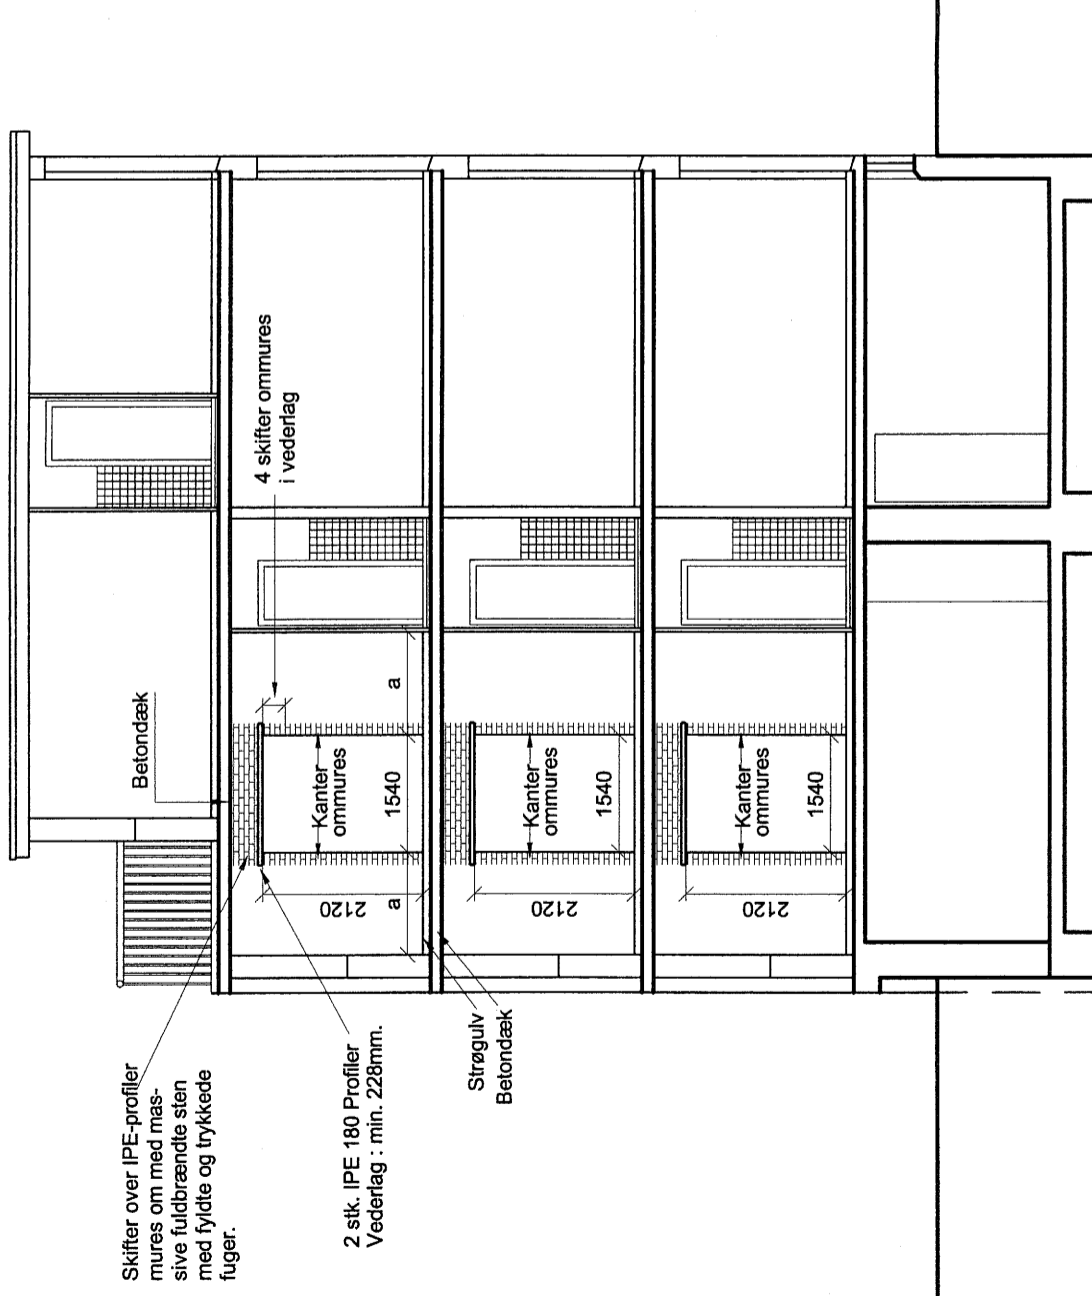 Skifter over IPE-profiler
mures om med mas-
sive fuldbrændte sten
med fyldte og trykkede
fuger.
2 stk. IPE 180 Profiler
Vederlag : min. 228mm.
Betondæk
4 skifter ommures
i vederlag
Strøgulv
Betondæk
Kanter
ommures
1540
2120
a
a
Kanter
ommures
1540
2120
Kanter
ommures
1540
2120